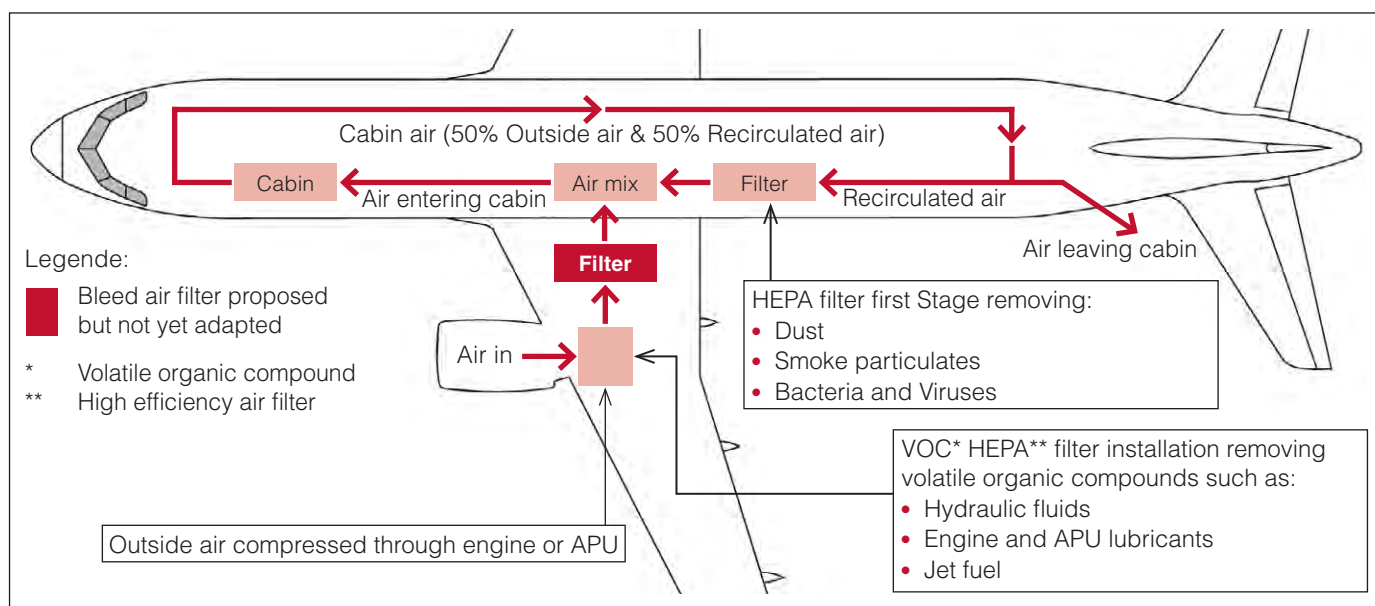 Cabin air (50% Outside air & 50% Recirculated air)
Cabin
Air entering cabin
Air mix
Filter
Recirculated air
Air leaving cabin
Filter
Air in
Legende:
Bleed air filter proposed
but not yet adapted
* Volatile organic compound
** High efficiency air filter
HEPA filter first Stage removing:
• Dust
• Smoke particulates
• Bacteria and Viruses
VOC* HEPA** filter installation removing
volatile organic compounds such as:
• Hydraulic fluids
• Engine and APU lubricants
• Jet fuel
Outside air compressed through engine or APU